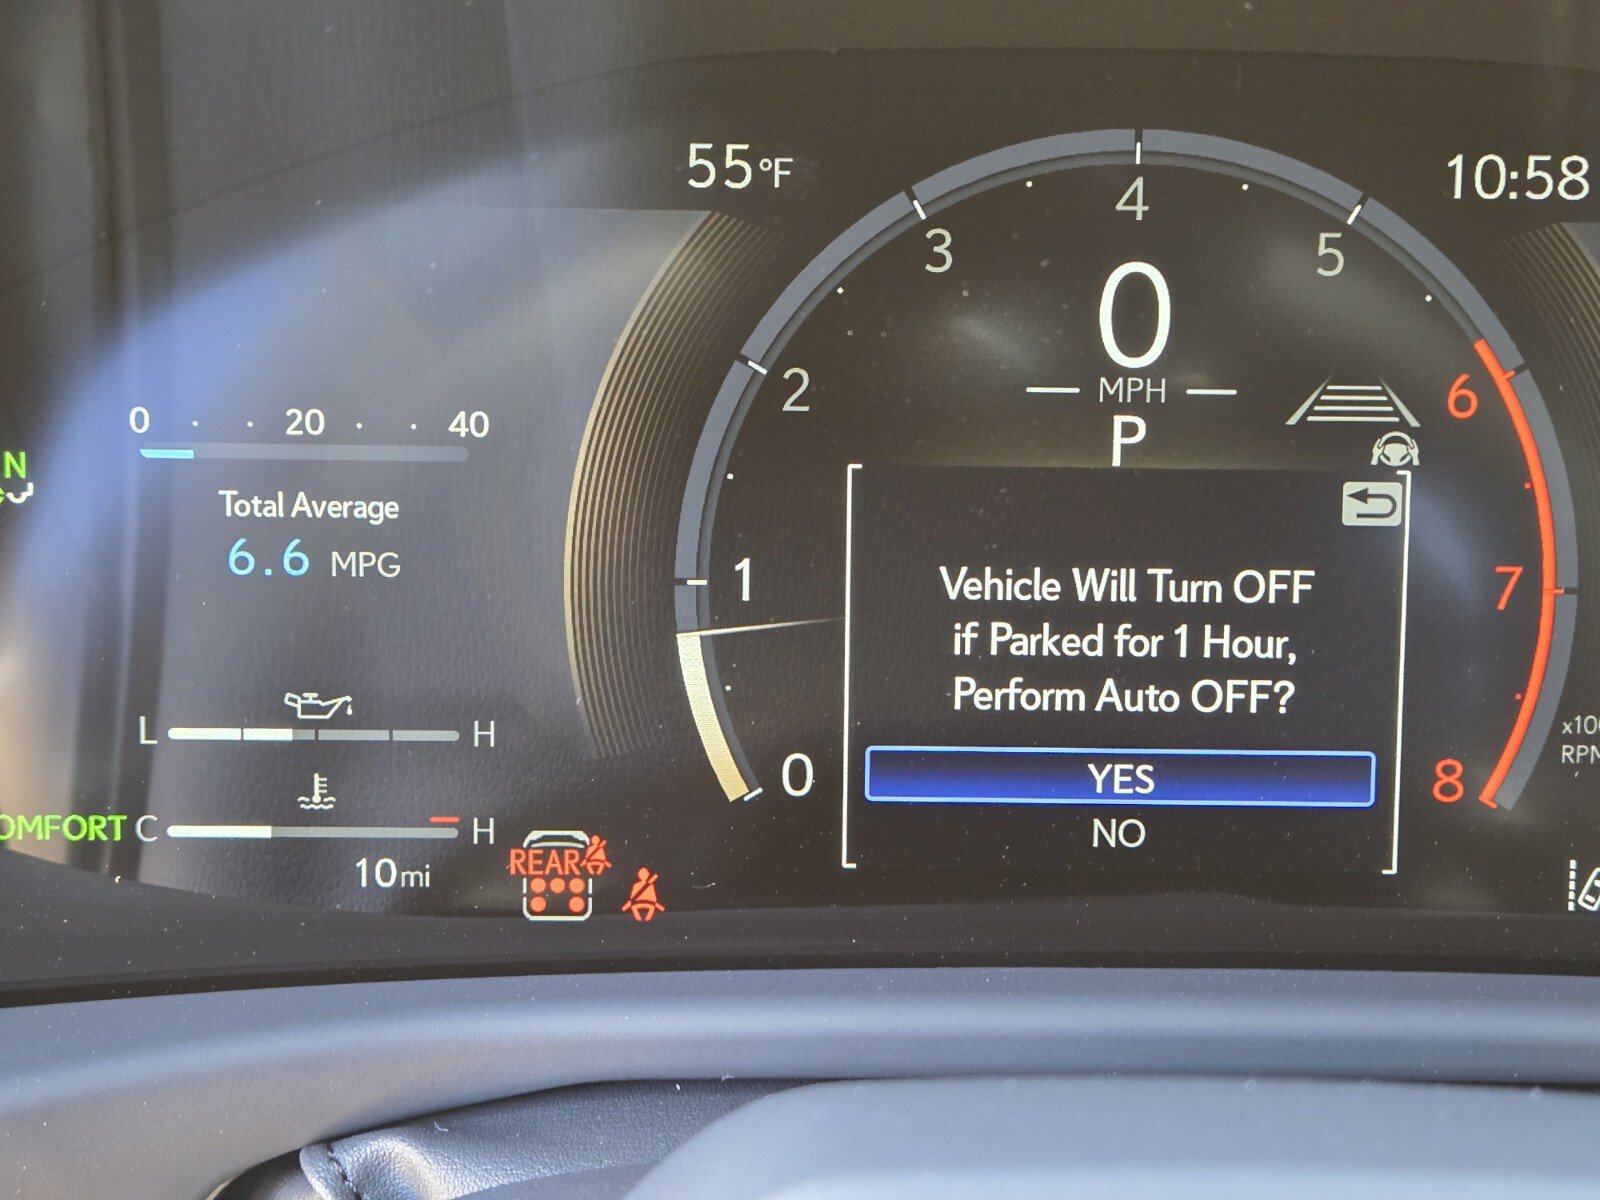 55°F
10:58
4
3
5
0
MPH
P
2
6
0 20 40
N
Total Average
6.6 MPG
1
7
Vehicle Will Turn OFF
if Parked for 1 Hour,
Perform Auto OFF?
YES
NO
L H
0
8
RPM
OMFORT
C H
10mi
REAR